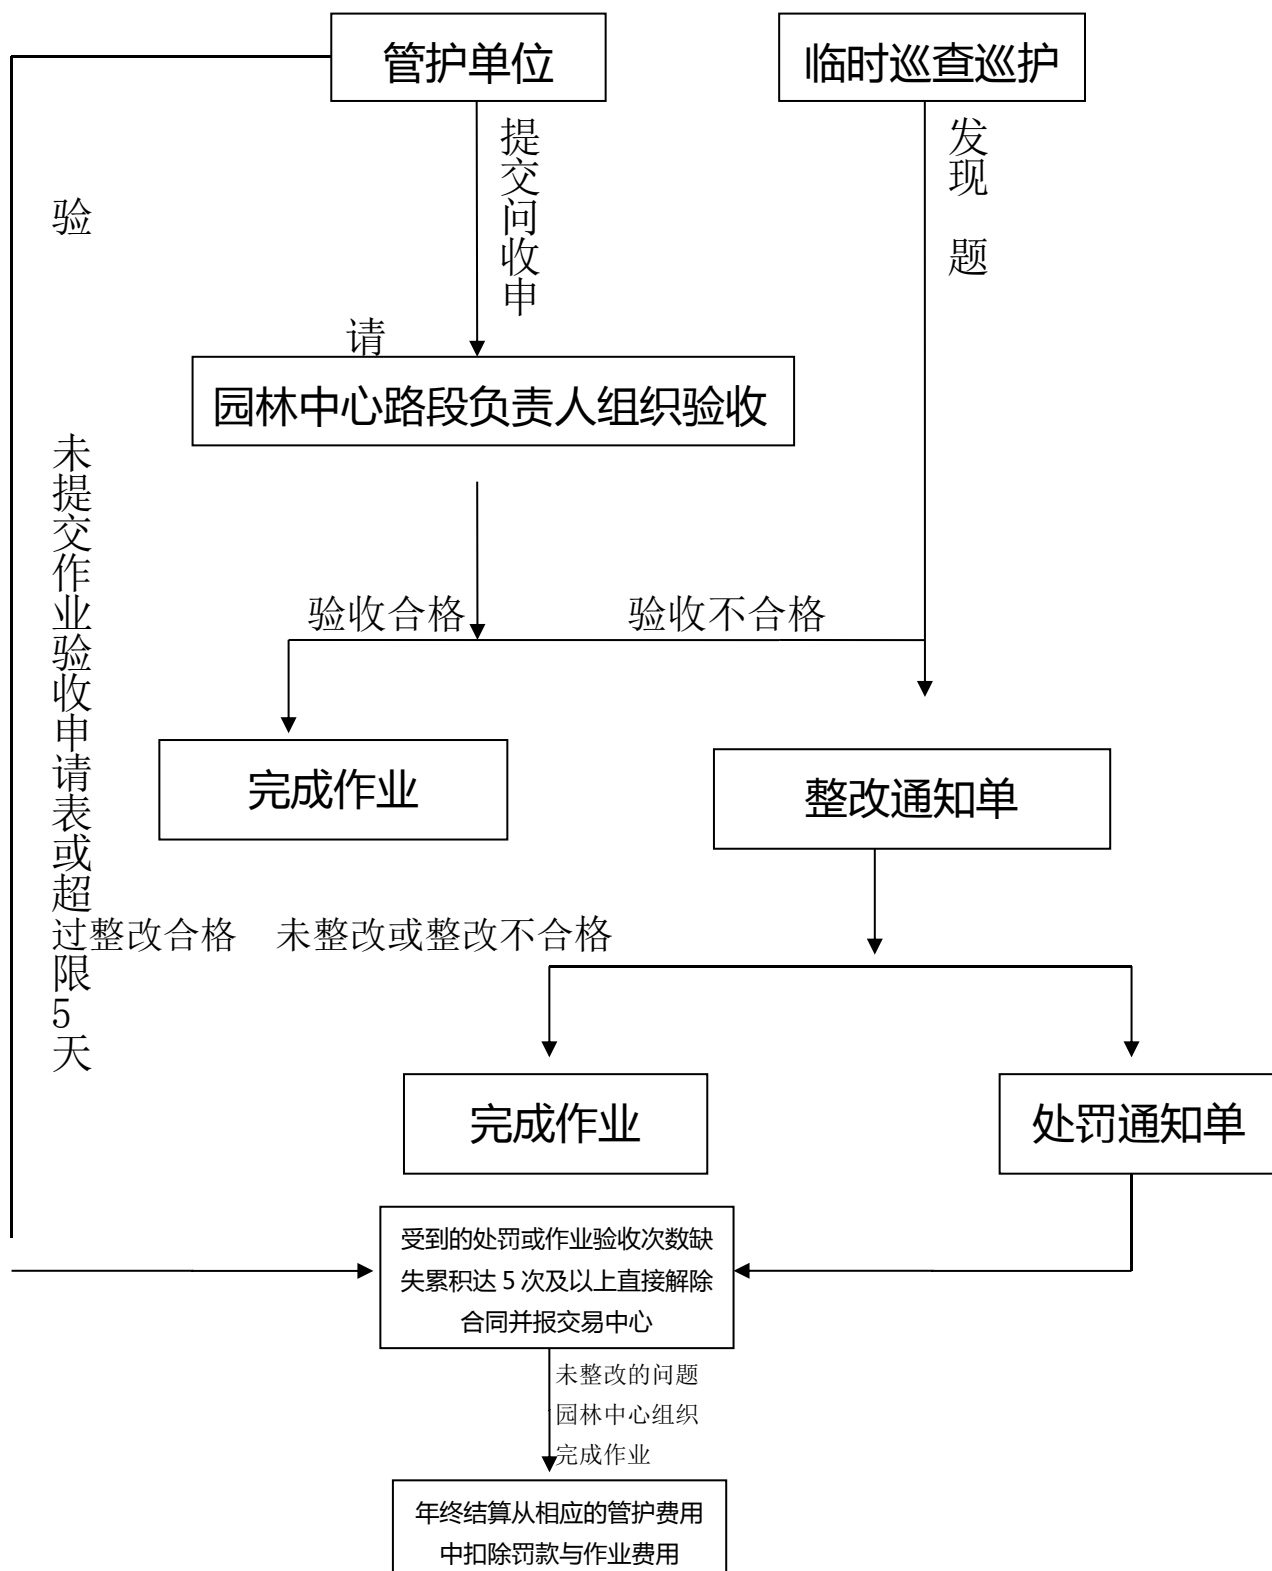 管护单位
临时巡查巡护
提交问收申
发现 题
验
请
园林中心路段负责人组织验收
未提交作业验收申请表或超
验收合格
验收不合格
完成作业
整改通知单
过整改合格 未整改或整改不合格
限5天
完成作业
处罚通知单
受到的处罚或作业验收次数缺
失累积达 5 次及以上直接解除
合同并报交易中心
未整改的问题
园林中心组织
完成作业
年终结算从相应的管护费用
中扣除罚款与作业费用